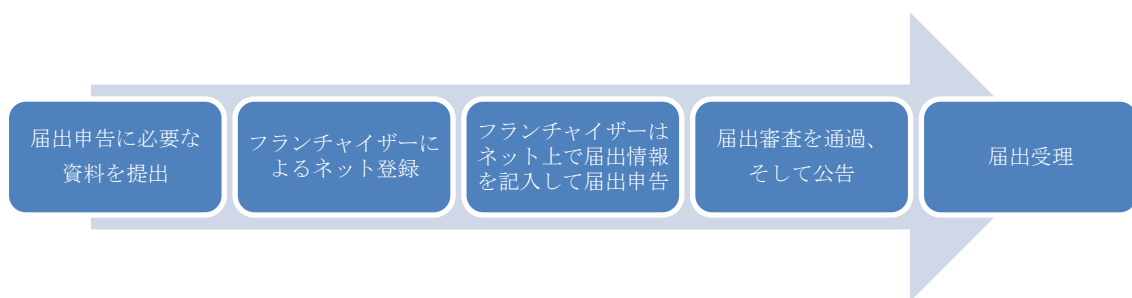 届出申告に必要な
資料を提出
フランチャイザーに
よるネット登録
フランチャイザーは
ネット上で届出情報
を記入して届出申告
届出審査を通過、
そして公告
届出受理